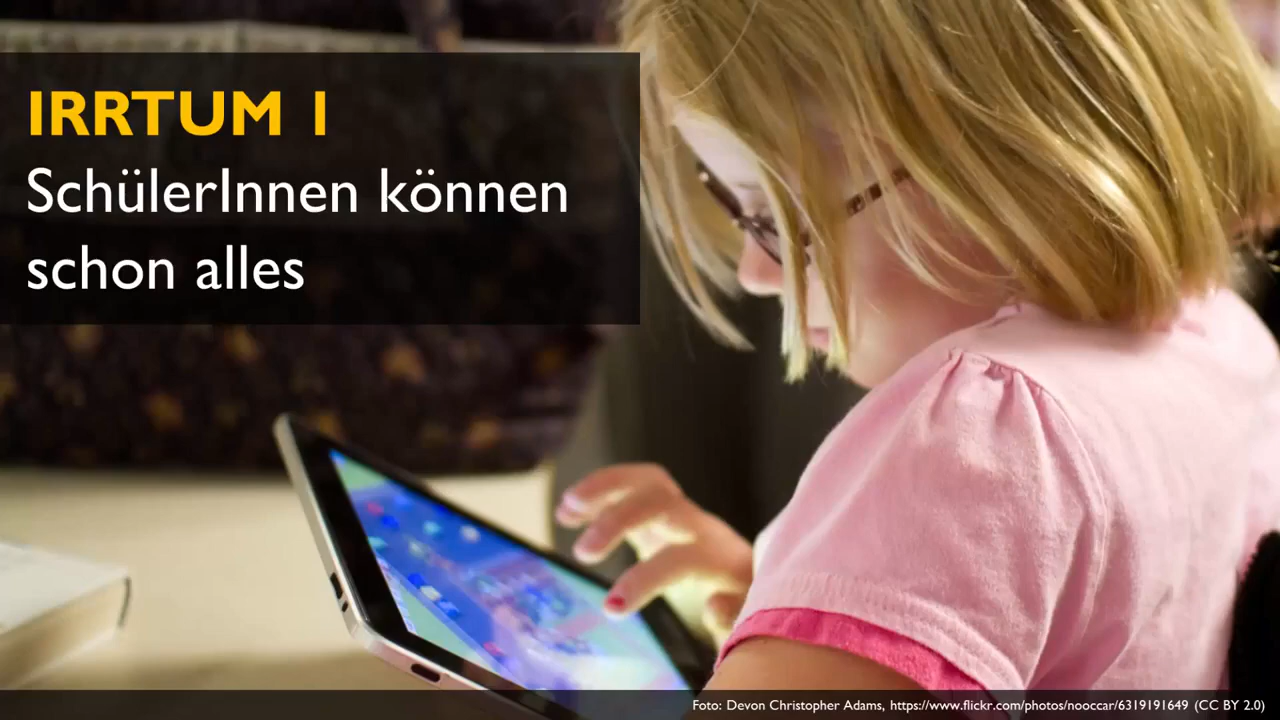 IRRTUM 1
SchülerInnen können
schon alles
Foto: Devon Christopher Adams, https://www.flickr.com/photos/nooccar/6319191649 (CC BY 2.0)